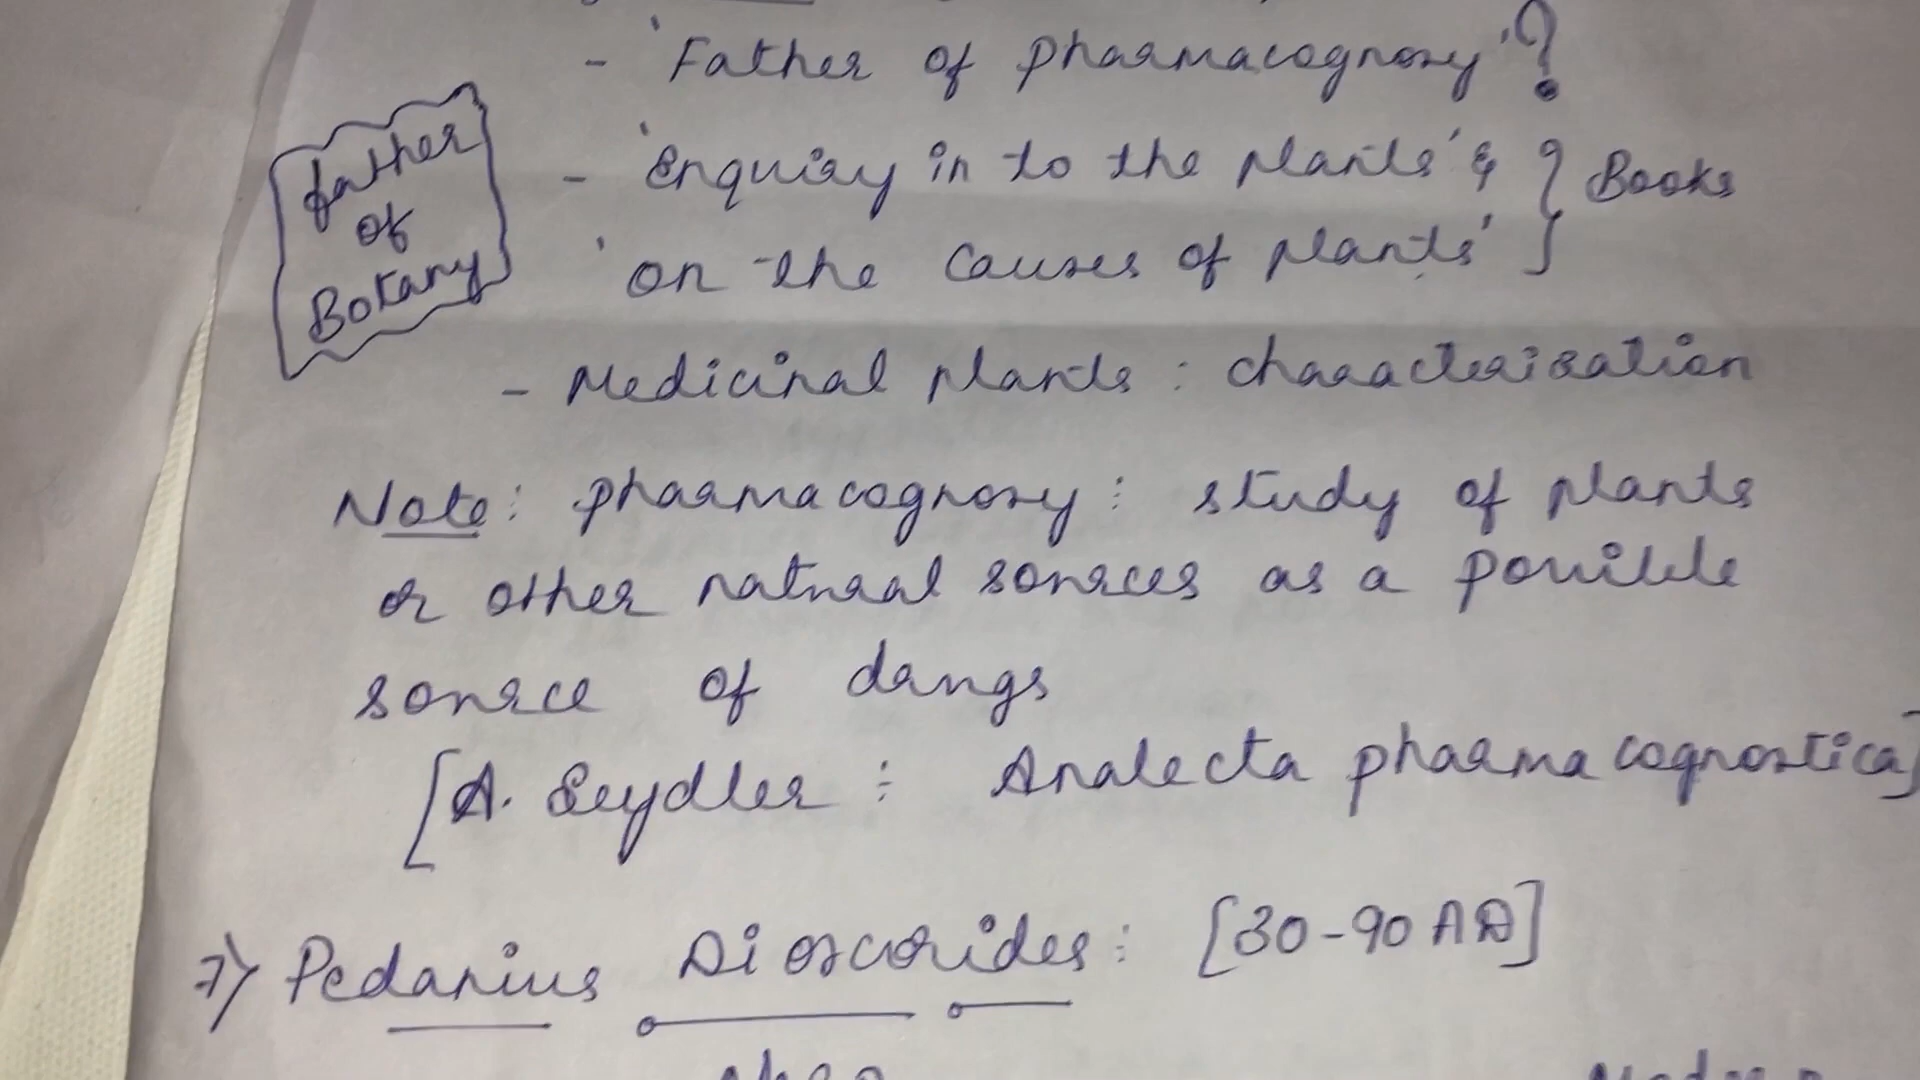 - 'Father of pharmacognosy'?
father
of
Botany
- 'Enquiry in to the plants' & } Books
'on the causes of plants'
- Medicinal plants : characterisation
Note: pharmacognosy : study of plants
or other natural sources as a possible
source of drugs
[A. Seydler : Analecta pharmacognostica]
7) Pedanius Dioscorides: [30-90 AD]